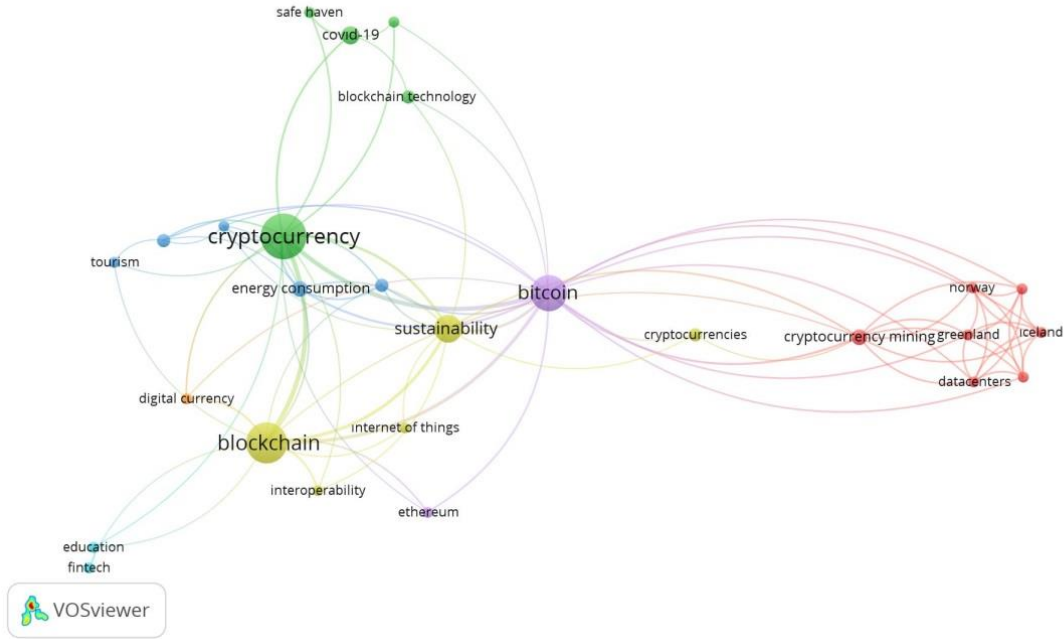 safe haven
covid-19
blockchain technology
cryptocurrency
tourism
energy consumption
bitcoin
norway
sustainability
cryptocurrencies
cryptocurrency mining
greenland
iceland
datacenters
digital currency
internet of things
blockchain
interoperability
ethereum
education
fintech
VOSviewer